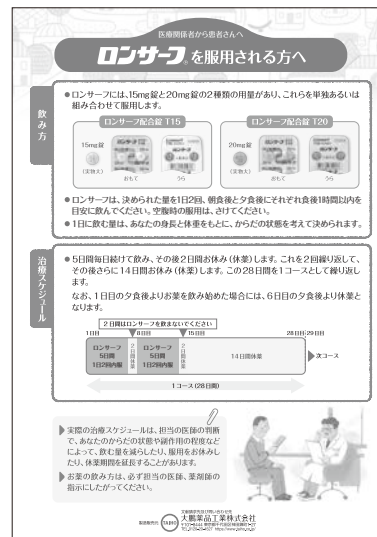 医療関係者から患者さんへ
ロンサーフ®を服用される方へ
飲み方
●ロンサーフには、15mg錠と20mg錠の2種類の用量があり、これらを単独あるいは
組み合わせて服用します。
ロンサーフ配合錠 T15
ロンサーフ配合錠 T20
15mg錠
(実物大)
おもて
うら
20mg錠
(実物大)
おもて
うら
●ロンサーフは、決められた量を1日2回、朝食後と夕食後にそれぞれ食後1時間以内を
目安に飲んでください。空腹時の服用は、さけてください。
●1日に飲む量は、あなたの身長と体重をもとに、からだの状態を考えて決められます。
治療スケジュール
●5日間毎日続けて飲み、その後2日間お休み(休薬)します。これを2回繰り返して、
その後さらに14日間お休み(休薬)します。この28日間を1コースとして繰り返し
ます。
なお、1日目の夕食後よりお薬を飲み始めた場合には、6日目の夕食後より休薬と
なります。
2日間はロンサーフを飲まないでください
1日目
8日目
15日目
28日目
29日目
ロンサーフ
5日間
1日2回内服
2日間休薬
ロンサーフ
5日間
1日2回内服
2日間休薬
14日間休薬
次コース
1コース(28日間)
▶実際の治療スケジュールは、担当の医師の判断
で、あなたのからだの状態や副作用の程度など
によって、飲む量を減らしたり、服用をお休みし
たり、休薬期間を延長することがあります。
▶お薬の飲み方は、必ず担当の医師、薬剤師の
指示にしたがってください。
製造販売元
TAIHO
大鵬薬品工業株式会社